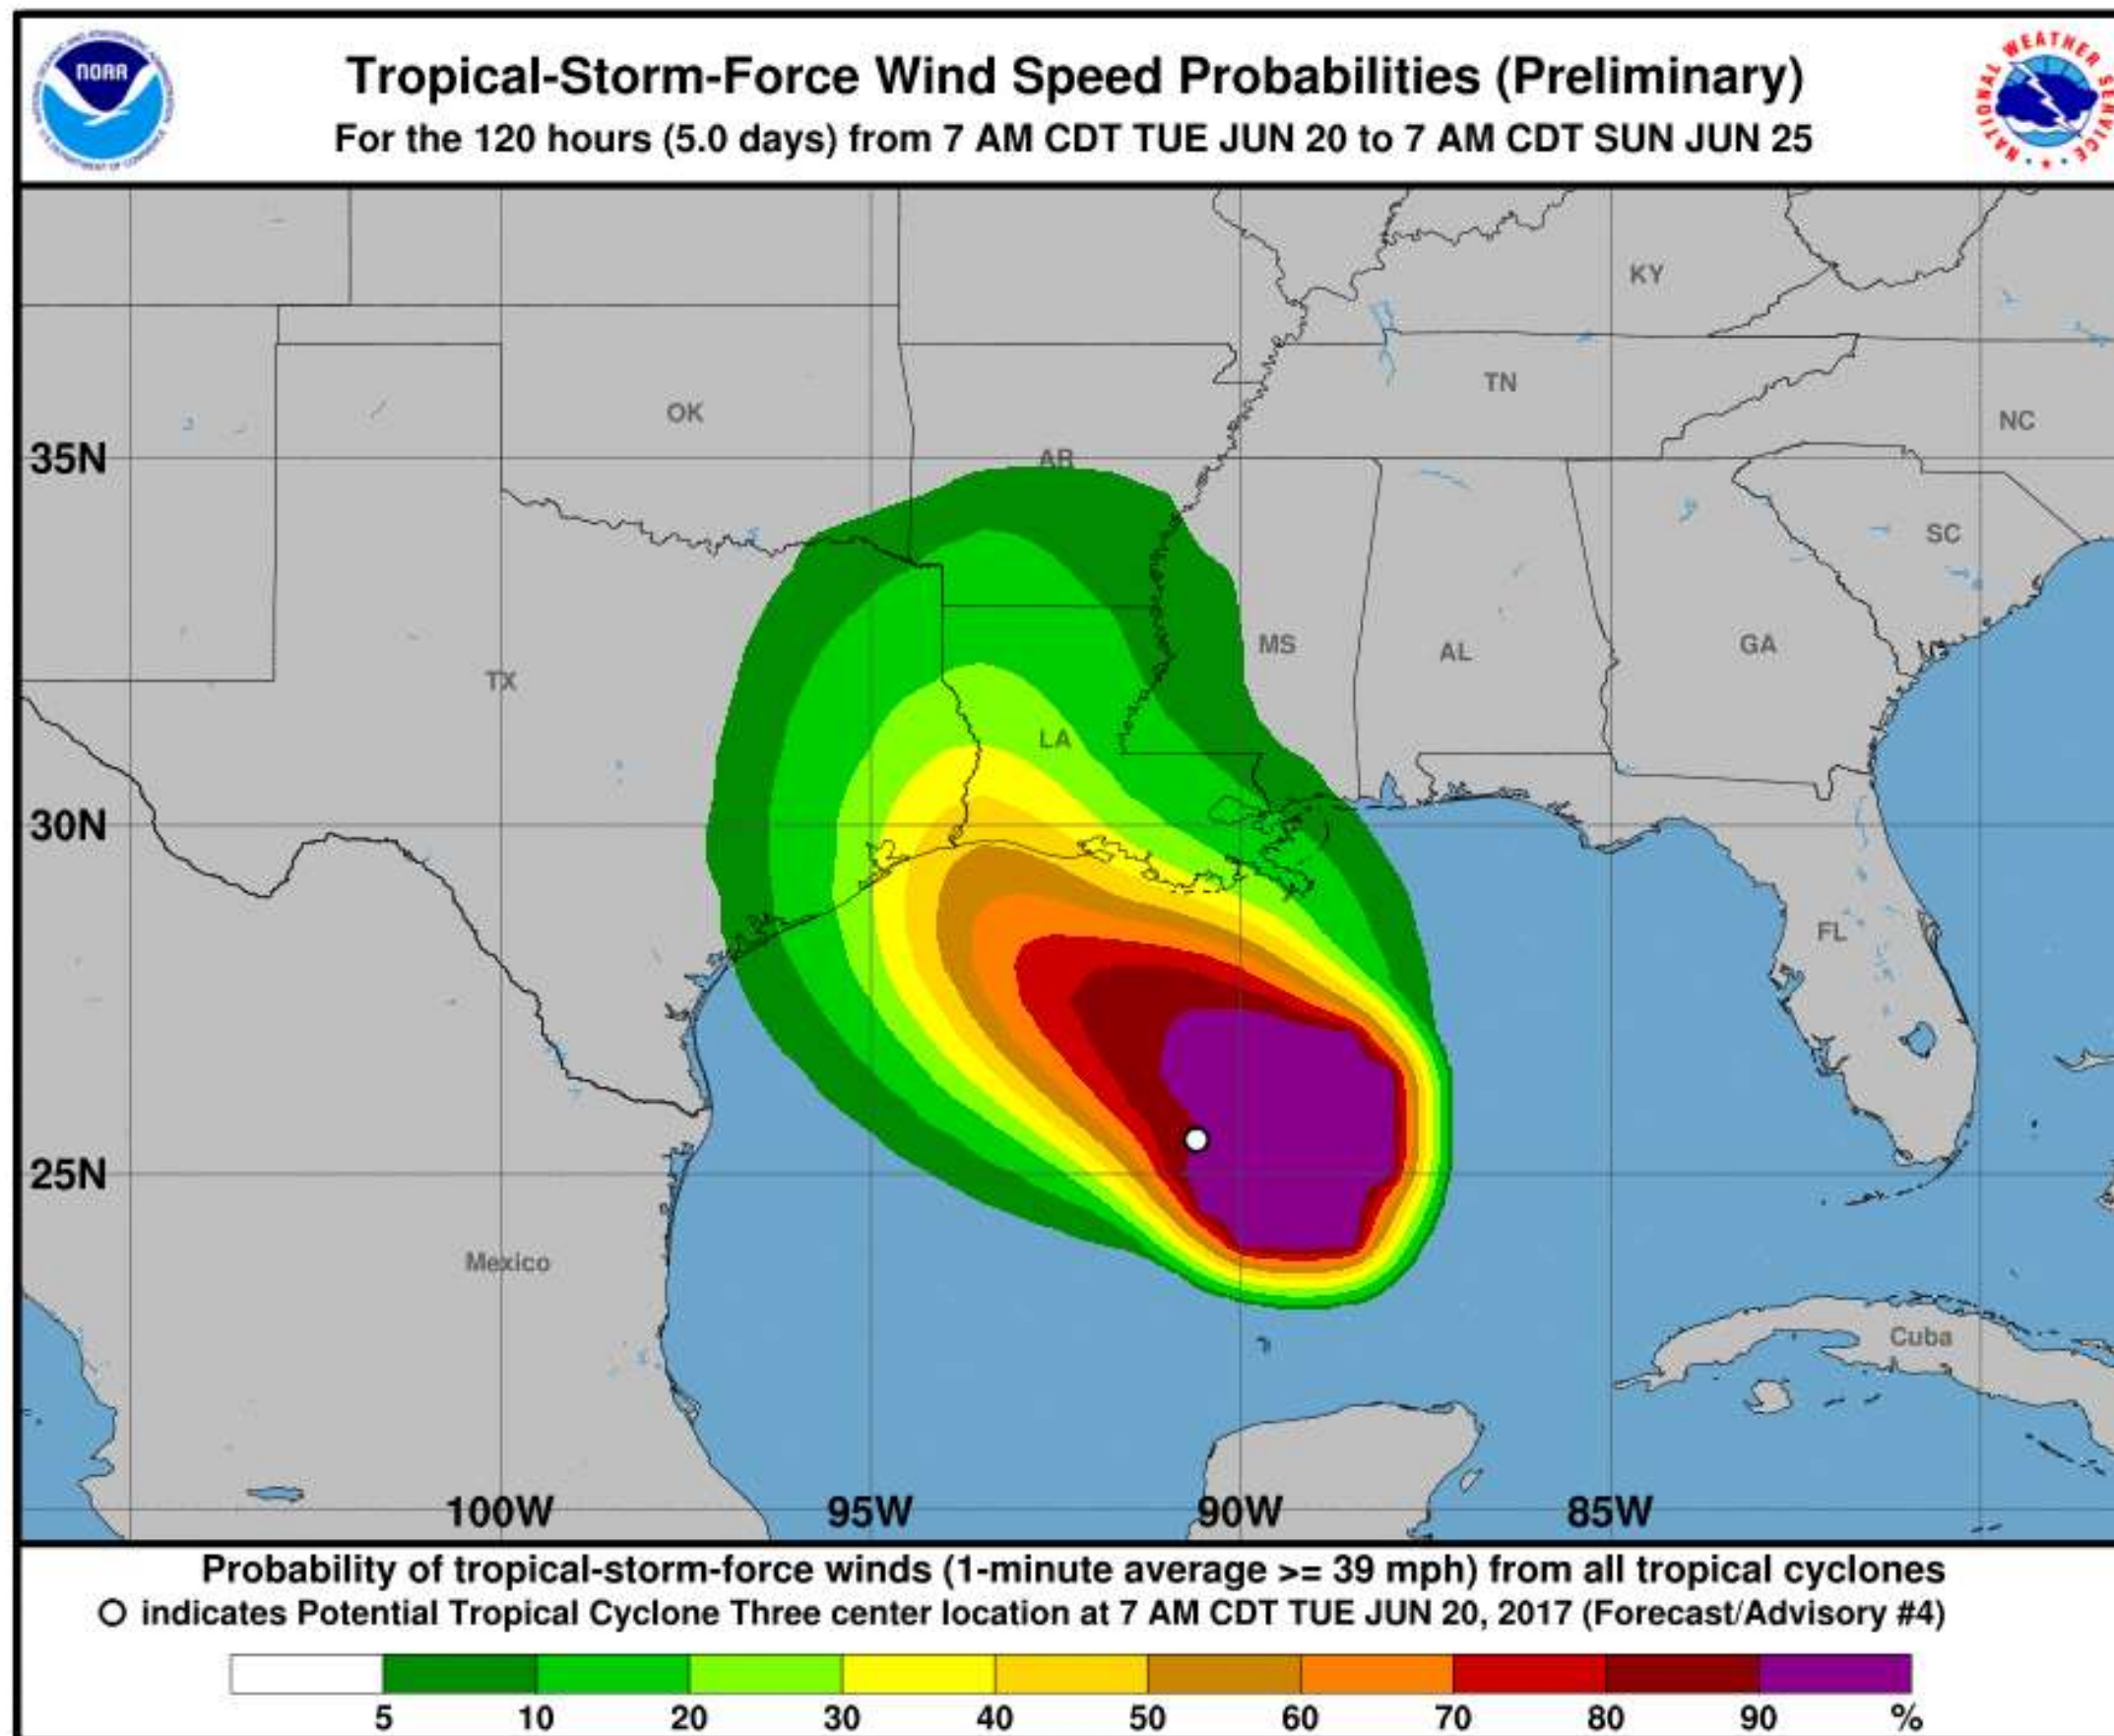 NOAA
NATIONAL WEATHER SERVICE
Tropical-Storm-Force Wind Speed Probabilities (Preliminary)
For the 120 hours (5.0 days) from 7 AM CDT TUE JUN 20 to 7 AM CDT SUN JUN 25
KY
TN
OK
NC
35N
AR
SC
MS
AL
GA
TX
LA
30N
FL
25N
Mexico
Cuba
100W 95W 90W 85W
Probability of tropical-storm-force winds (1-minute average >= 39 mph) from all tropical cyclones
indicates Potential Tropical Cyclone Three center location at 7 AM CDT TUE JUN 20, 2017 (Forecast/Advisory #4)
5 10 20 30 40 50 60 70 80 90 %